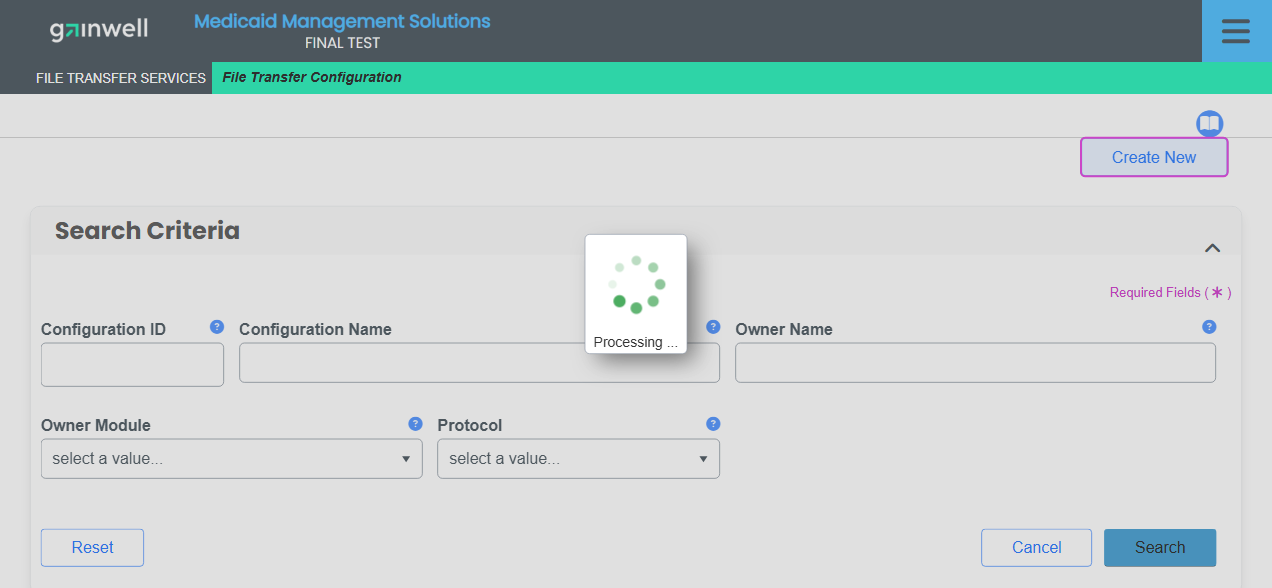 gainwell
Medicaid Management Solutions
FINAL TEST
FILE TRANSFER SERVICES
File Transfer Configuration
Create New
Search Criteria
Required Fields ( * )
Configuration ID ? Configuration Name ? Owner Name ?
Processing ...
Owner Module ? Protocol ?
select a value... select a value...
Reset Cancel Search